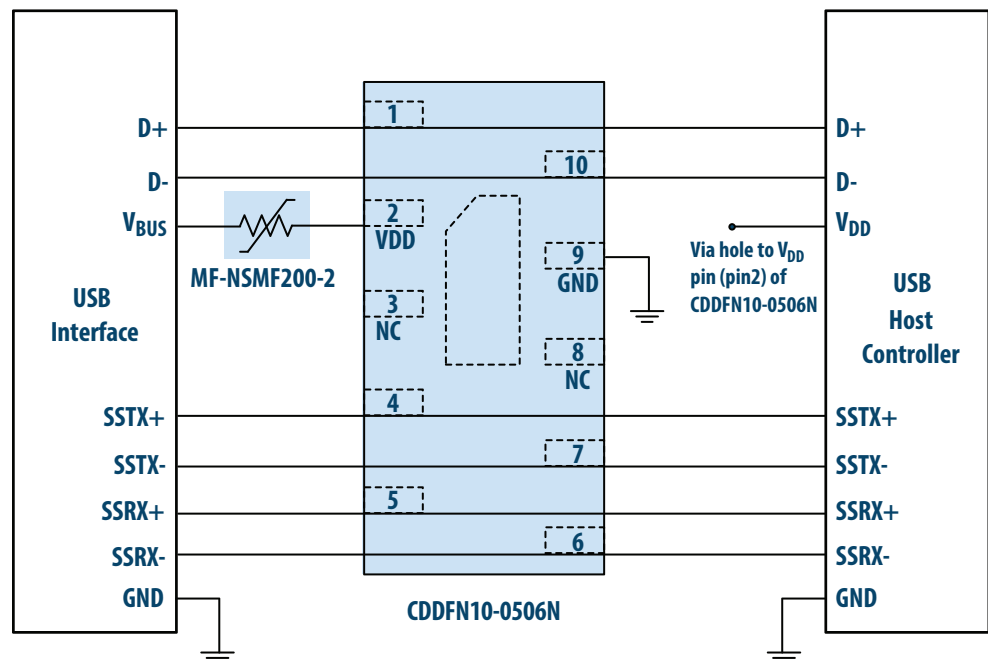 D+
D-
VBUS
MF-NSMF200-2
USB
Interface
SSTX+
SSTX-
SSRX+
SSRX-
GND
1
10
2
VDD
9
GND
3
NC
8
NC
4
7
5
6
CDDFN10-0506N
D+
D-
VDD
Via hole to VDD
pin (pin2) of
CDDFN10-0506N
USB
Host
Controller
SSTX+
SSTX-
SSRX+
SSRX-
GND